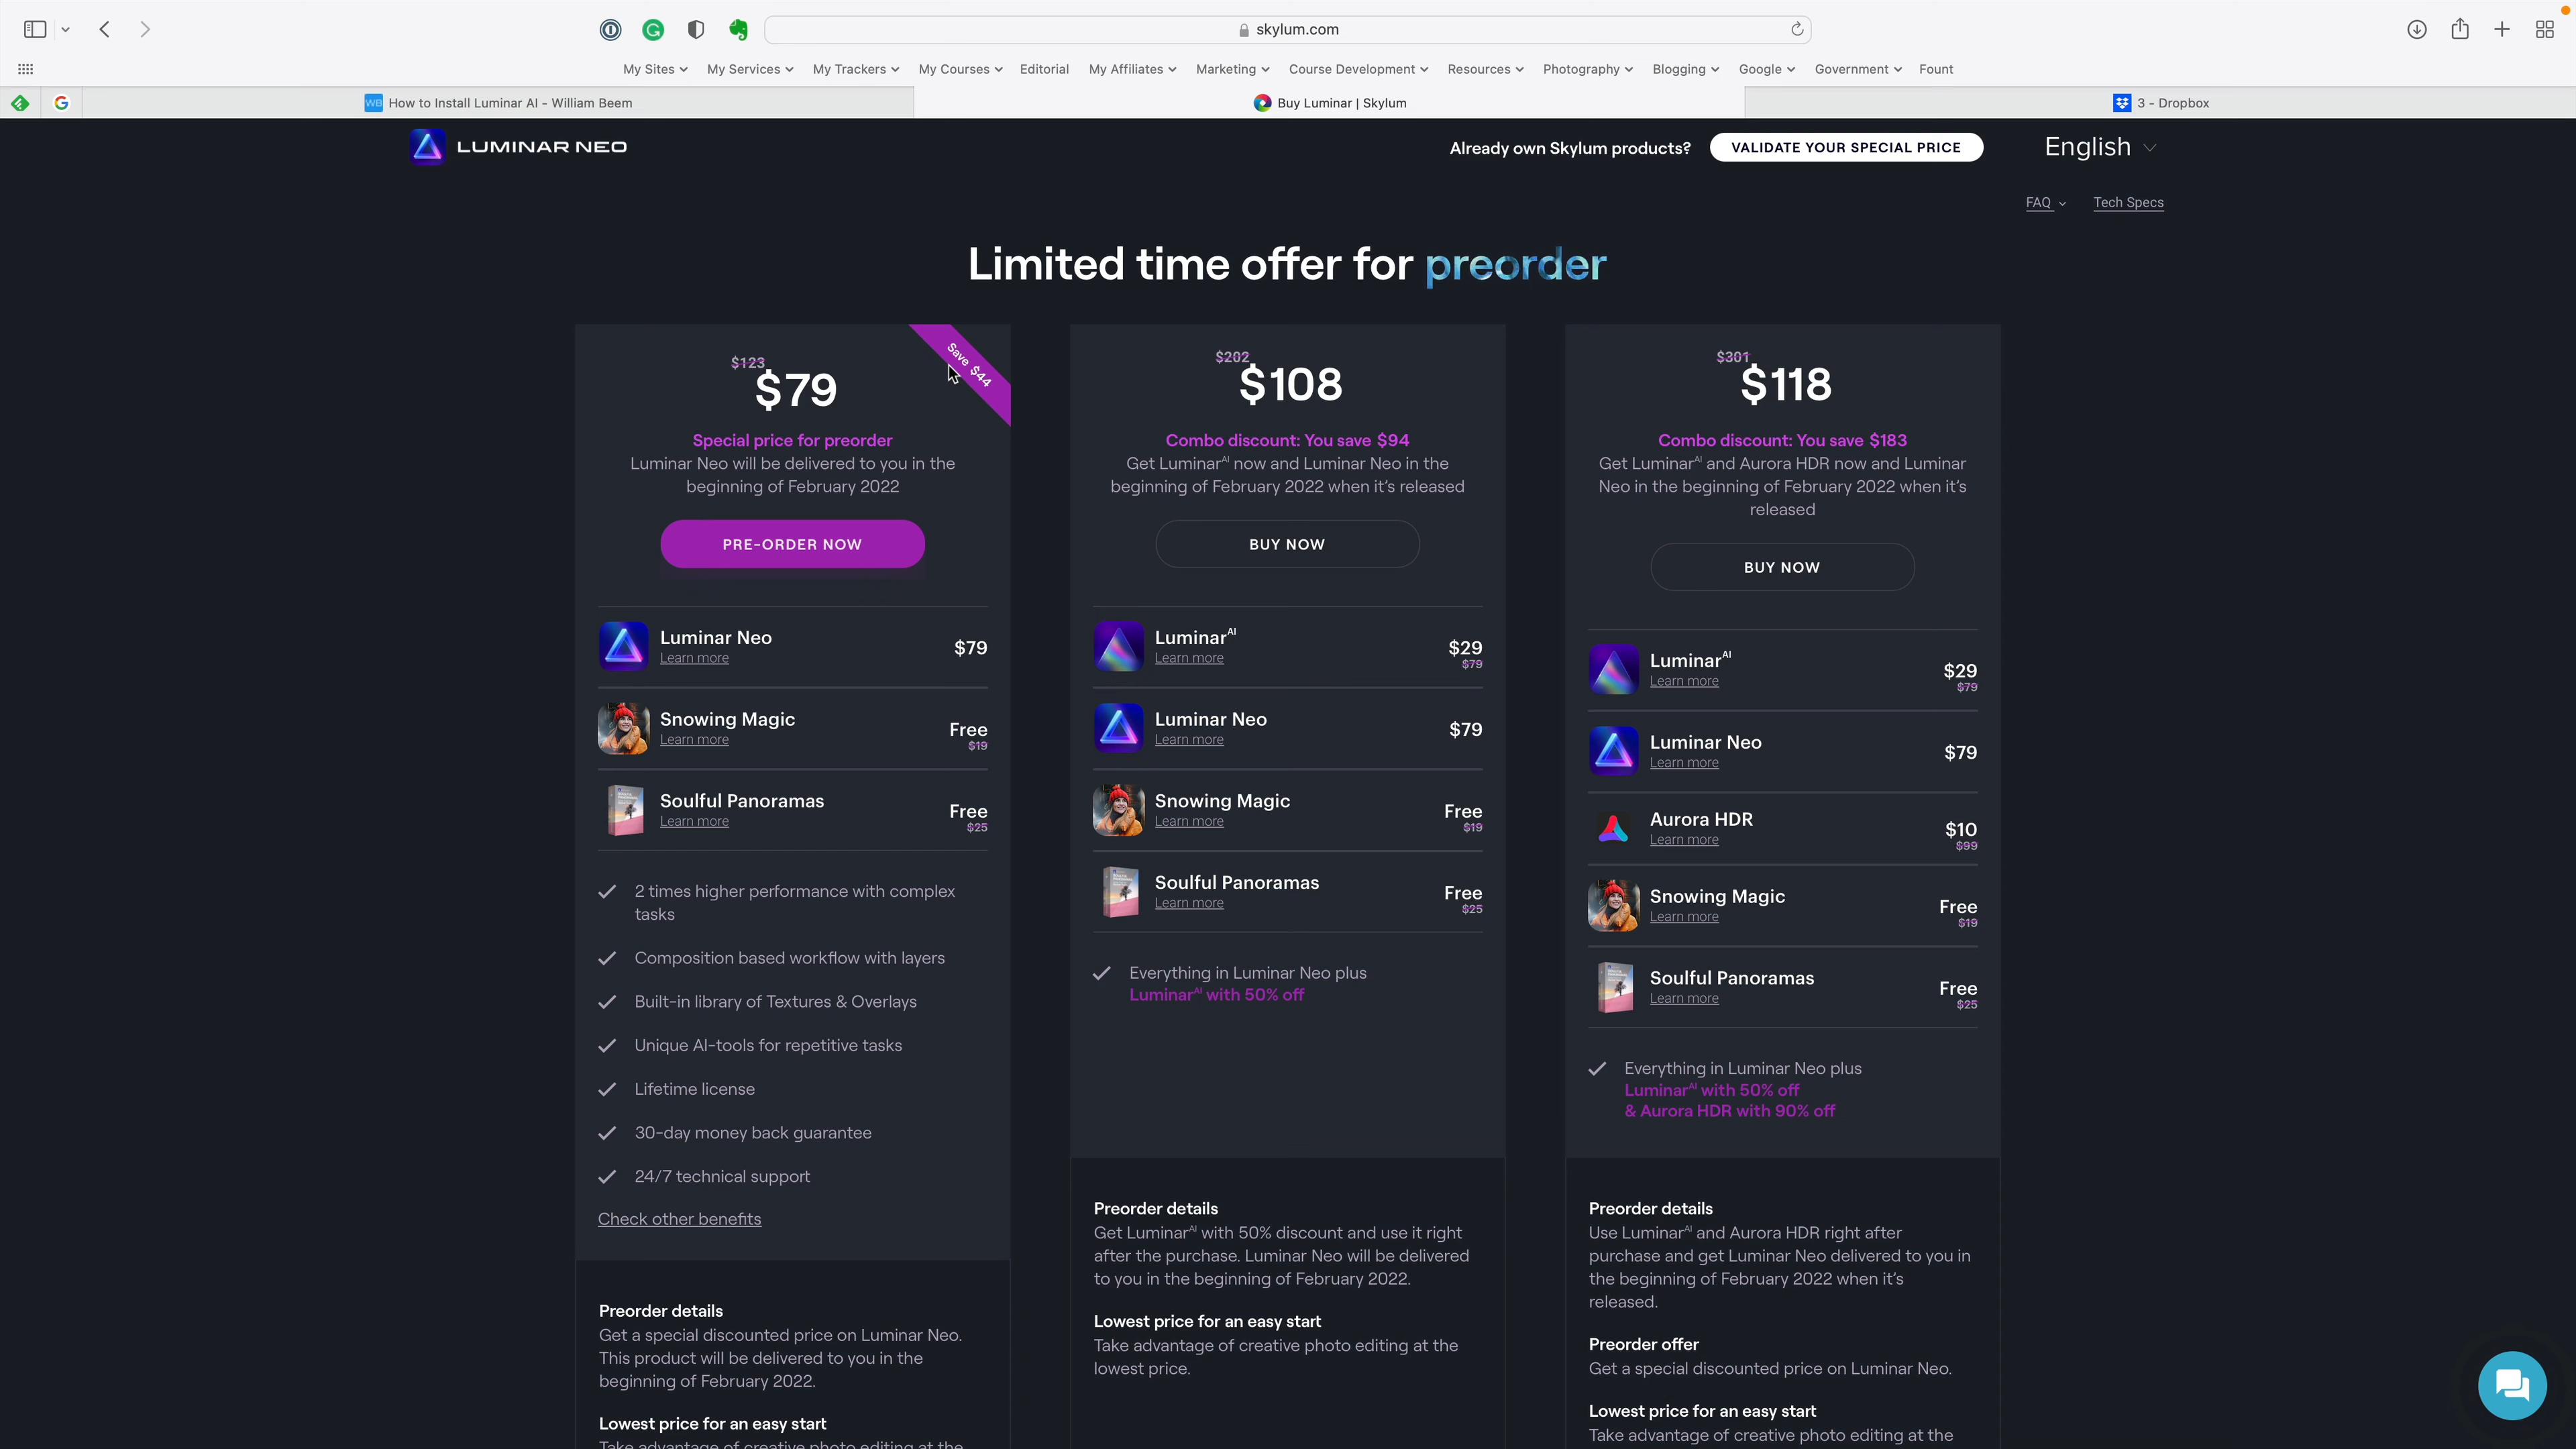 skylum.com
My Sites
My Services
My Trackers
My Courses
Editorial
My Affiliates
Marketing
Course Development
Resources
Photography
Blogging
Google
Government
Fount
How to Install Luminar AI - William Beem
Buy Luminar | Skylum
3 - Dropbox
LUMINAR NEO
Already own Skylum products?
VALIDATE YOUR SPECIAL PRICE
English
FAQ
Tech Specs
Limited time offer for preorder
Save $44
$123
$79
Special price for preorder
Luminar Neo will be delivered to you in the
beginning of February 2022
PRE-ORDER NOW
Luminar Neo
Learn more
$79
Snowing Magic
Learn more
Free
$19
Soulful Panoramas
Learn more
Free
$25
2 times higher performance with complex
tasks
Composition based workflow with layers
Built-in library of Textures & Overlays
Unique AI-tools for repetitive tasks
Lifetime license
30-day money back guarantee
24/7 technical support
Check other benefits
Preorder details
Get a special discounted price on Luminar Neo.
This product will be delivered to you in the
beginning of February 2022.
Lowest price for an easy start
Take advantage of creative photo editing at the
$202
$108
Combo discount: You save $94
Get Luminar AI now and Luminar Neo in the
beginning of February 2022 when it's released
BUY NOW
Luminar AI
Learn more
$29
$79
Luminar Neo
Learn more
$79
Snowing Magic
Learn more
Free
$19
Soulful Panoramas
Learn more
Free
$25
Everything in Luminar Neo plus
Luminar AI with 50% off
Preorder details
Get Luminar AI with 50% discount and use it right
after the purchase. Luminar Neo will be delivered
to you in the beginning of February 2022.
Lowest price for an easy start
Take advantage of creative photo editing at the
lowest price.
$301
$118
Combo discount: You save $183
Get Luminar AI and Aurora HDR now and Luminar
Neo in the beginning of February 2022 when it's
released
BUY NOW
Luminar AI
Learn more
$29
$79
Luminar Neo
Learn more
$79
Aurora HDR
Learn more
$10
$99
Snowing Magic
Learn more
Free
$19
Soulful Panoramas
Learn more
Free
$25
Everything in Luminar Neo plus
Luminar AI with 50% off
& Aurora HDR with 90% off
Preorder details
Use Luminar AI and Aurora HDR right after
purchase and get Luminar Neo delivered to you in
the beginning of February 2022 when it's
released.
Preorder offer
Get a special discounted price on Luminar Neo.
Lowest price for an easy start
Take advantage of creative photo editing at the